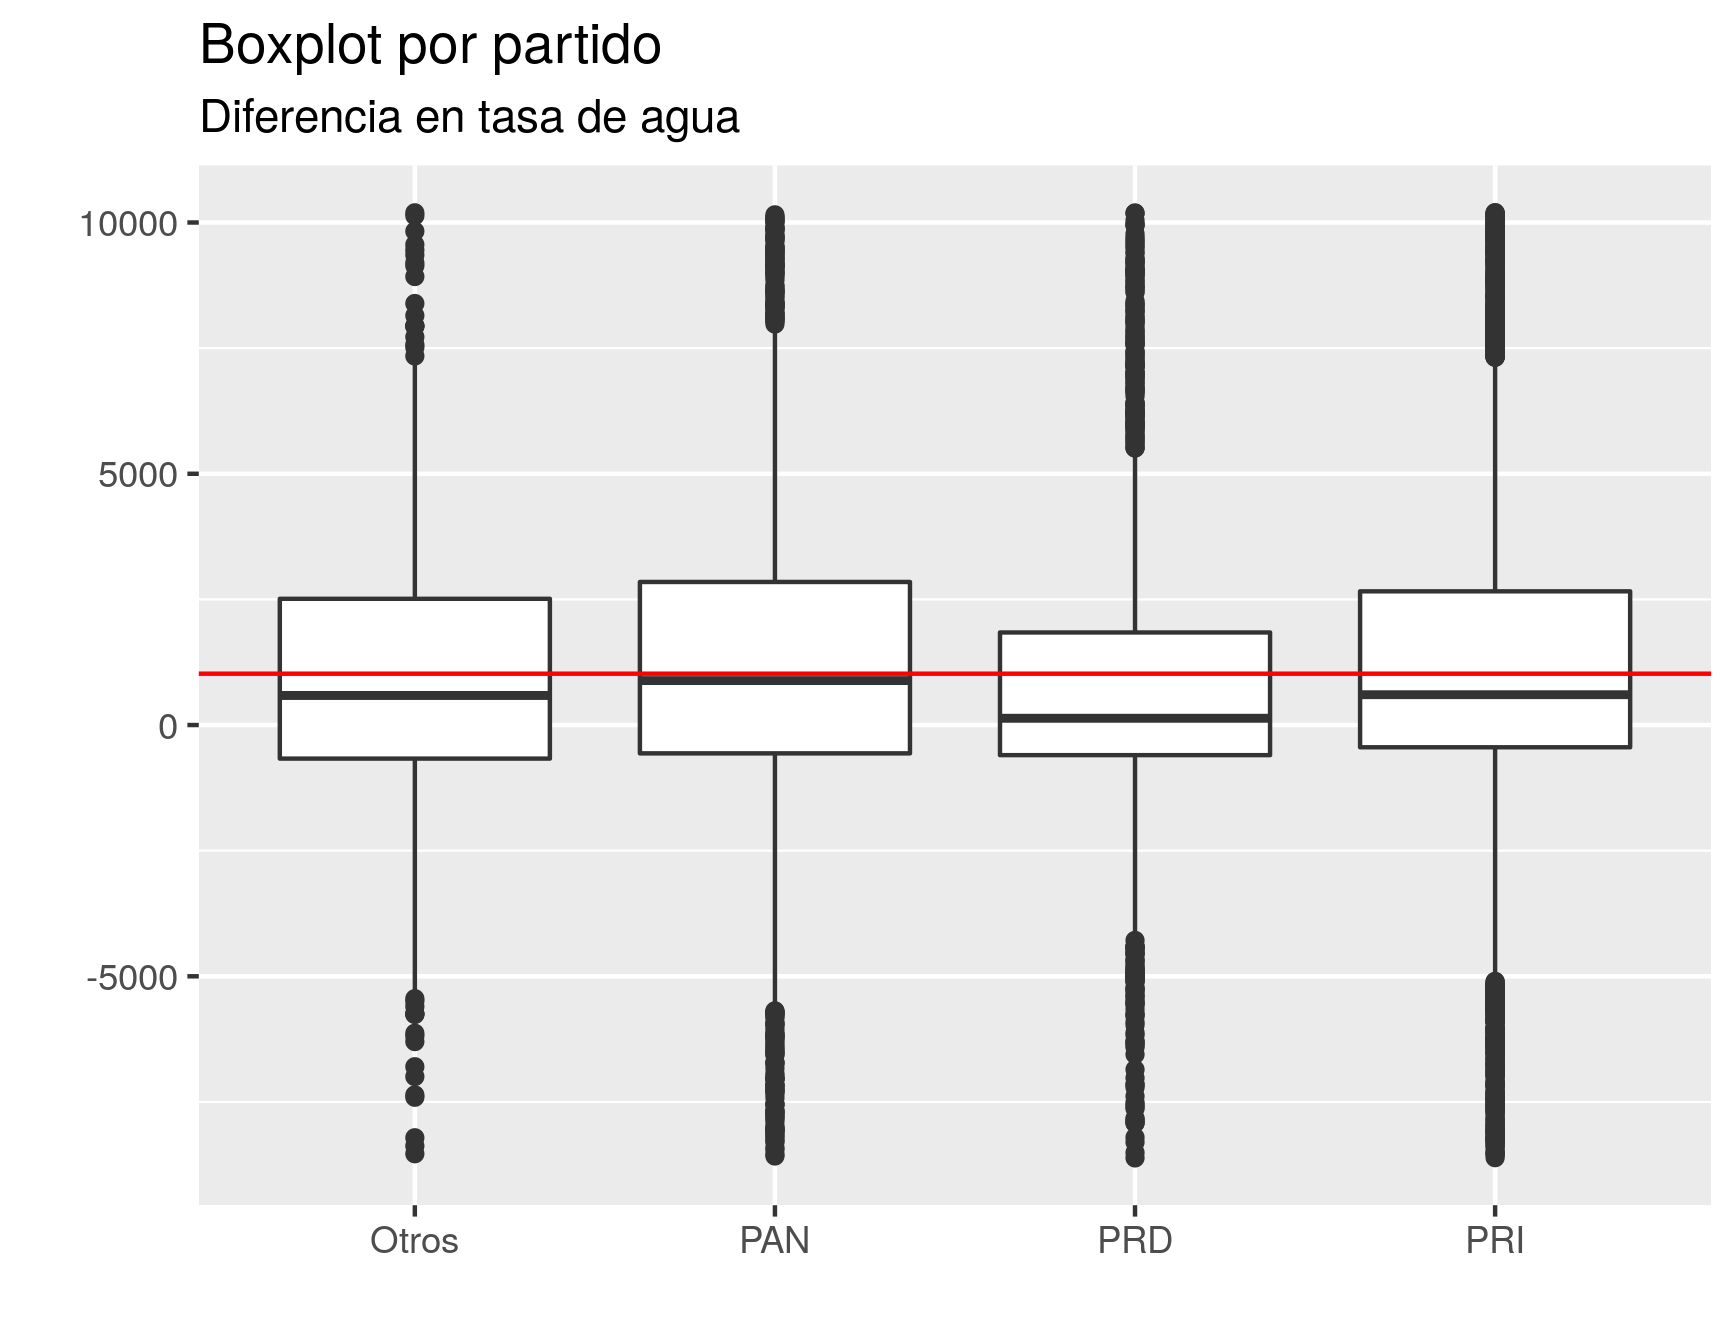 Boxplot por partido
Diferencia en tasa de agua
10000
5000
0
-5000
Otros PAN PRD PRI